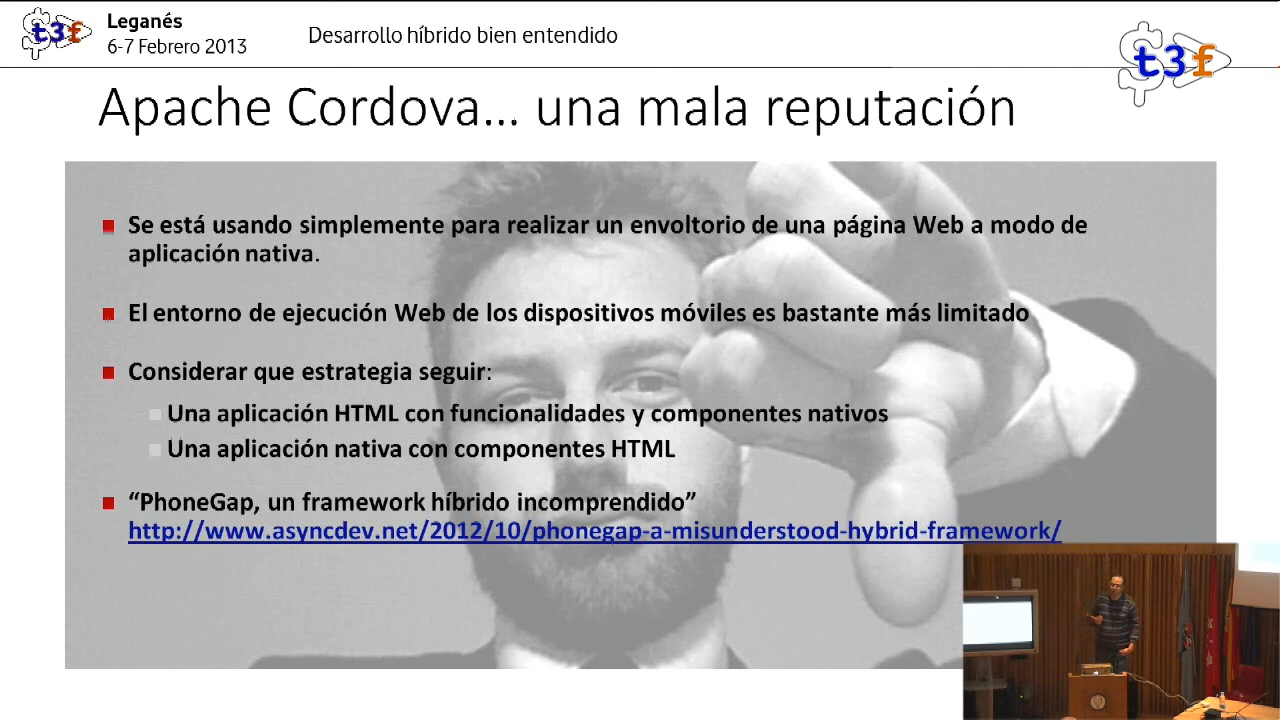 t3f
Leganés
6-7 Febrero 2013
Desarrollo híbrido bien entendido
t3f
Apache Cordova... una mala reputación
Se está usando simplemente para realizar un envoltorio de una página Web a modo de
aplicación nativa.
El entorno de ejecución Web de los dispositivos móviles es bastante más limitado
Considerar que estrategia seguir:
Una aplicación HTML con funcionalidades y componentes nativos
Una aplicación nativa con componentes HTML
“PhoneGap, un framework híbrido incomprendido”
http://www.asyncdev.net/2012/10/phonegap-a-misunderstood-hybrid-framework/